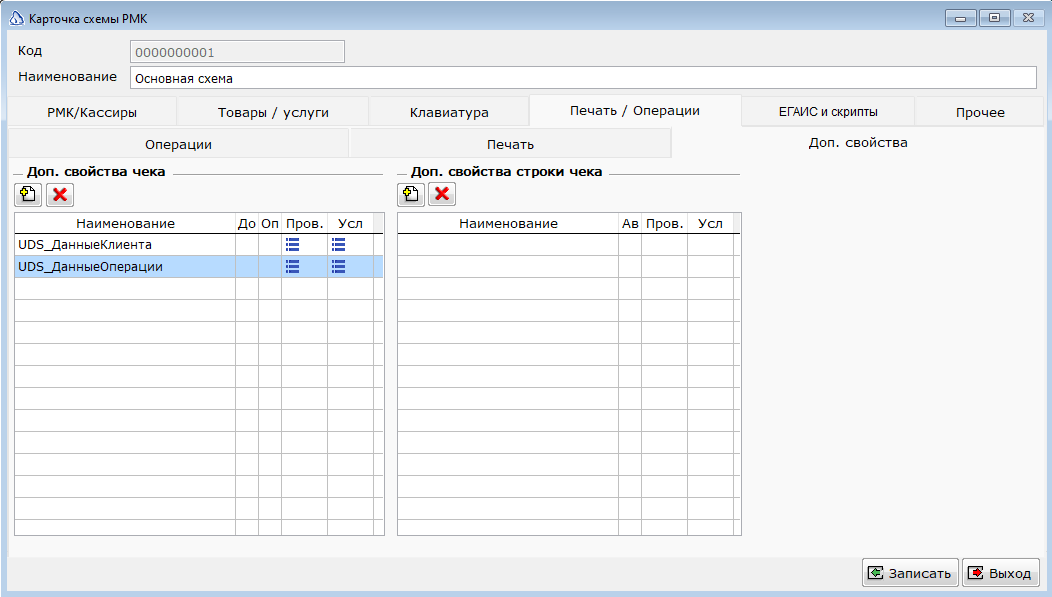 Карточка схемы РМК
Код
0000000001
Наименование
Основная схема
РМК/Кассиры
Товары / услуги
Клавиатура
Печать / Операции
ЕГАИС и скрипты
Прочее
Операции
Печать
Доп. свойства
Доп. свойства чека
Доп. свойства строки чека
Наименование До Оп Пров. Усл
Наименование Ав Пров. Усл
UDS_ДанныеКлиента
UDS_ДанныеОперации
Записать
Выход